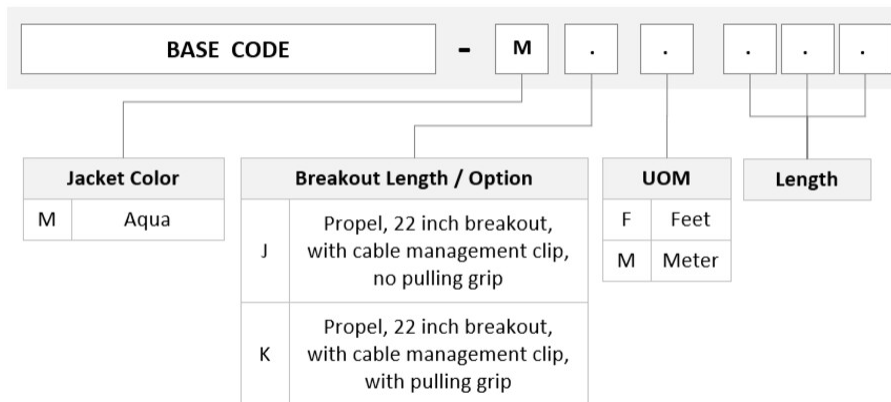 BASE CODE - M . . . . .
Jacket Color
M Aqua
Breakout Length / Option
J Propel, 22 inch breakout,
with cable management clip,
no pulling grip
K Propel, 22 inch breakout,
with cable management clip,
with pulling grip
UOM
F Feet
M Meter
Length